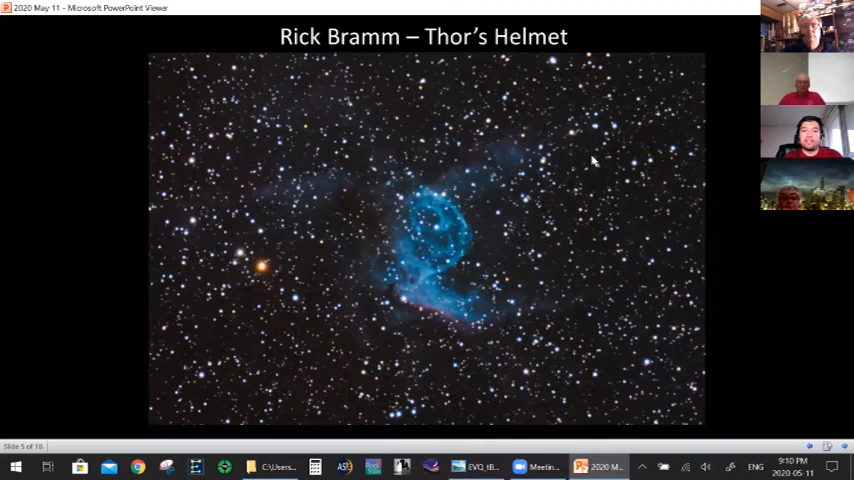 2020 May 11 - Microsoft PowerPoint Viewer
Rick Bramm – Thor's Helmet
Slide 5 of 18
C:\Users...
EVQ_tB...
Meetin...
2020 M...
ENG
9:10 PM
2020-05-11